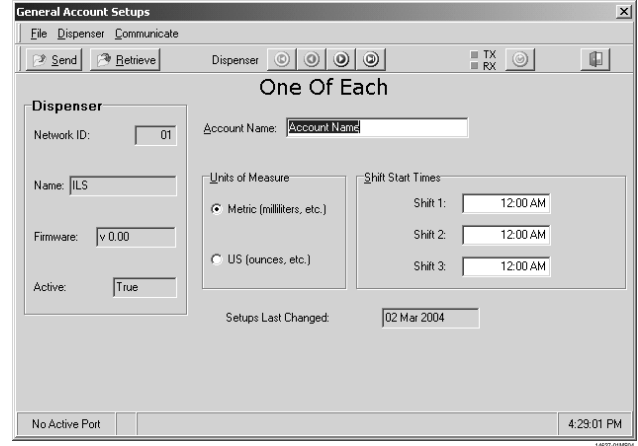 General Account Setups
File Dispenser Communicate
Send Retrieve Dispenser TX
RX
One Of Each
Dispenser
Network ID: 01
Account Name: Account Name
Name: ILS
Units of Measure
Metric (milliliters, etc.)
US (ounces, etc.)
Shift Start Times
Shift 1: 12:00 AM
Shift 2: 12:00 AM
Shift 3: 12:00 AM
Firmware: v 0.00
Active: True
Setups Last Changed: 02 Mar 2004
No Active Port 4:29:01 PM